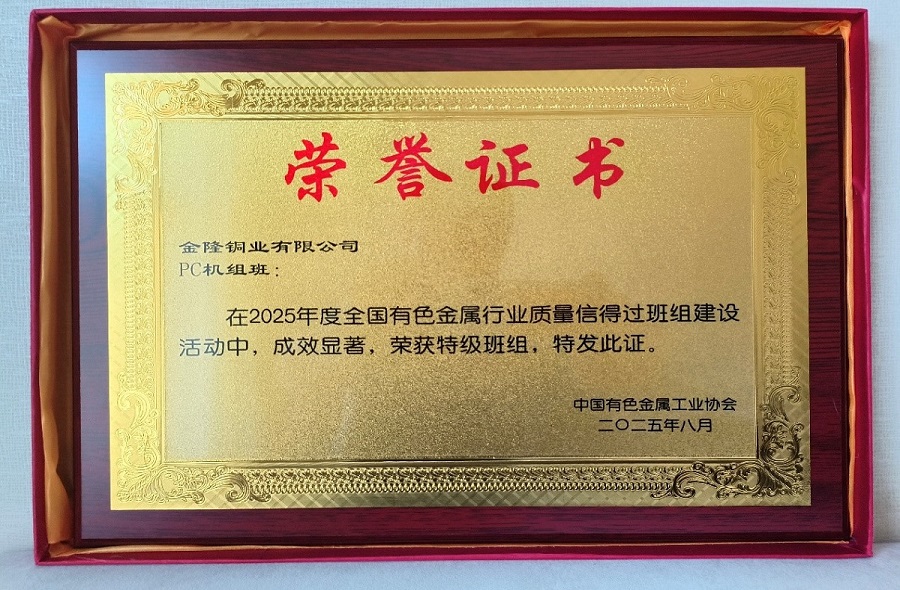 荣誉证书
金隆铜业有限公司
PC机组班：
在2025年度全国有色金属行业质量信得过班组建设
活动中，成效显著，荣获特级班组，特发此证。
中国有色金属工业协会
二〇二五年八月